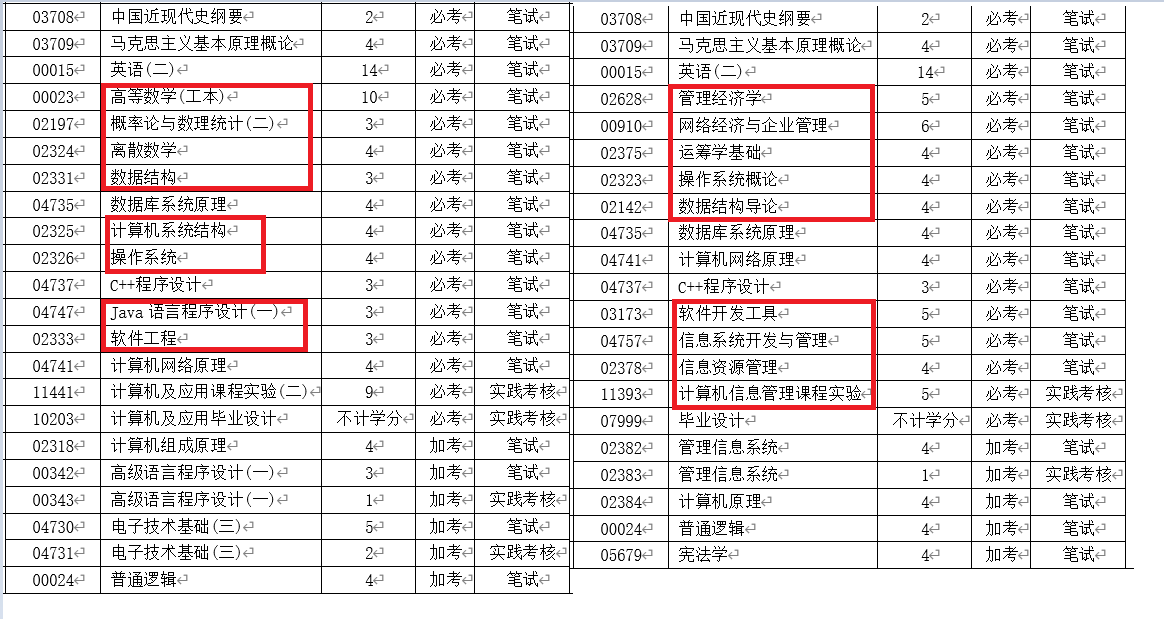 03708 中国近现代史纲要 2 必考 笔试
03709 马克思主义基本原理概论 4 必考 笔试
00015 英语(二) 14 必考 笔试
00023 高等数学(工本) 10 必考 笔试
02197 概率论与数理统计(二) 3 必考 笔试
02324 离散数学 4 必考 笔试
02331 数据结构 3 必考 笔试
04735 数据库系统原理 4 必考 笔试
02325 计算机系统结构 4 必考 笔试
02326 操作系统 4 必考 笔试
04737 C++程序设计 3 必考 笔试
04747 Java 语言程序设计(一) 3 必考 笔试
02333 软件工程 3 必考 笔试
04741 计算机网络原理 4 必考 笔试
11441 计算机及应用课程实验(二) 9 必考 实践考核
10203 计算机及应用毕业设计 不计学分 必考 实践考核
02318 计算机组成原理 4 加考 笔试
00342 高级语言程序设计(一) 3 加考 笔试
00343 高级语言程序设计(一) 1 加考 实践考核
04730 电子技术基础(三) 5 加考 笔试
04731 电子技术基础(三) 2 加考 实践考核
00024 普通逻辑 4 加考 笔试
03708 中国近现代史纲要 2 必考 笔试
03709 马克思主义基本原理概论 4 必考 笔试
00015 英语(二) 14 必考 笔试
02628 管理经济学 5 必考 笔试
00910 网络经济与企业管理 6 必考 笔试
02375 运筹学基础 4 必考 笔试
02323 操作系统概论 4 必考 笔试
02142 数据结构导论 4 必考 笔试
04735 数据库系统原理 4 必考 笔试
04741 计算机网络原理 4 必考 笔试
04737 C++程序设计 3 必考 笔试
03173 软件开发工具 5 必考 笔试
04757 信息系统开发与管理 5 必考 笔试
02378 信息资源管理 4 必考 笔试
11393 计算机信息管理课程实验 5 必考 实践考核
07999 毕业设计 不计学分 必考 实践考核
02382 管理信息系统 4 加考 笔试
02383 管理信息系统 1 加考 实践考核
02384 计算机原理 4 加考 笔试
00024 普通逻辑 4 加考 笔试
05679 宪法学 4 加考 笔试